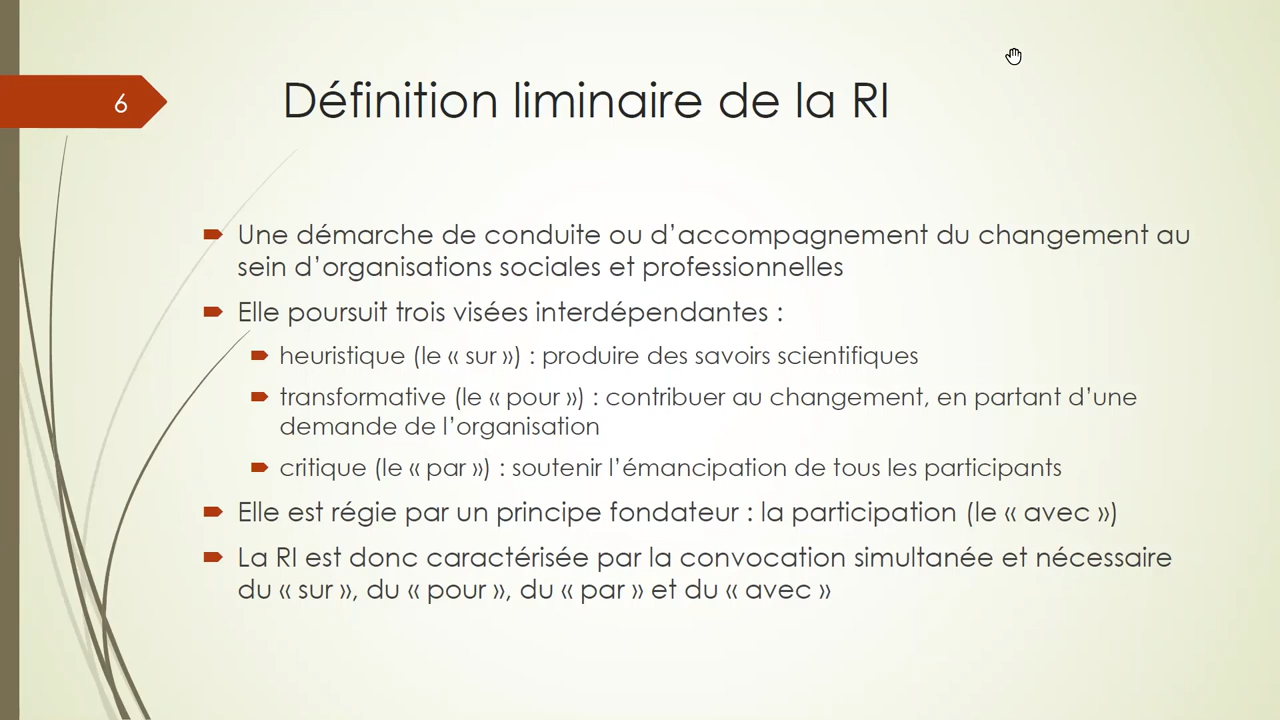 6
Définition liminaire de la RI
Une démarche de conduite ou d’accompagnement du changement au
sein d’organisations sociales et professionnelles
Elle poursuit trois visées interdépendantes :
heuristique (le « sur ») : produire des savoirs scientifiques
transformative (le « pour ») : contribuer au changement, en partant d’une
demande de l’organisation
critique (le « par ») : soutenir l’émancipation de tous les participants
Elle est régie par un principe fondateur : la participation (le « avec »)
La RI est donc caractérisée par la convocation simultanée et nécessaire
du « sur », du « pour », du « par » et du « avec »